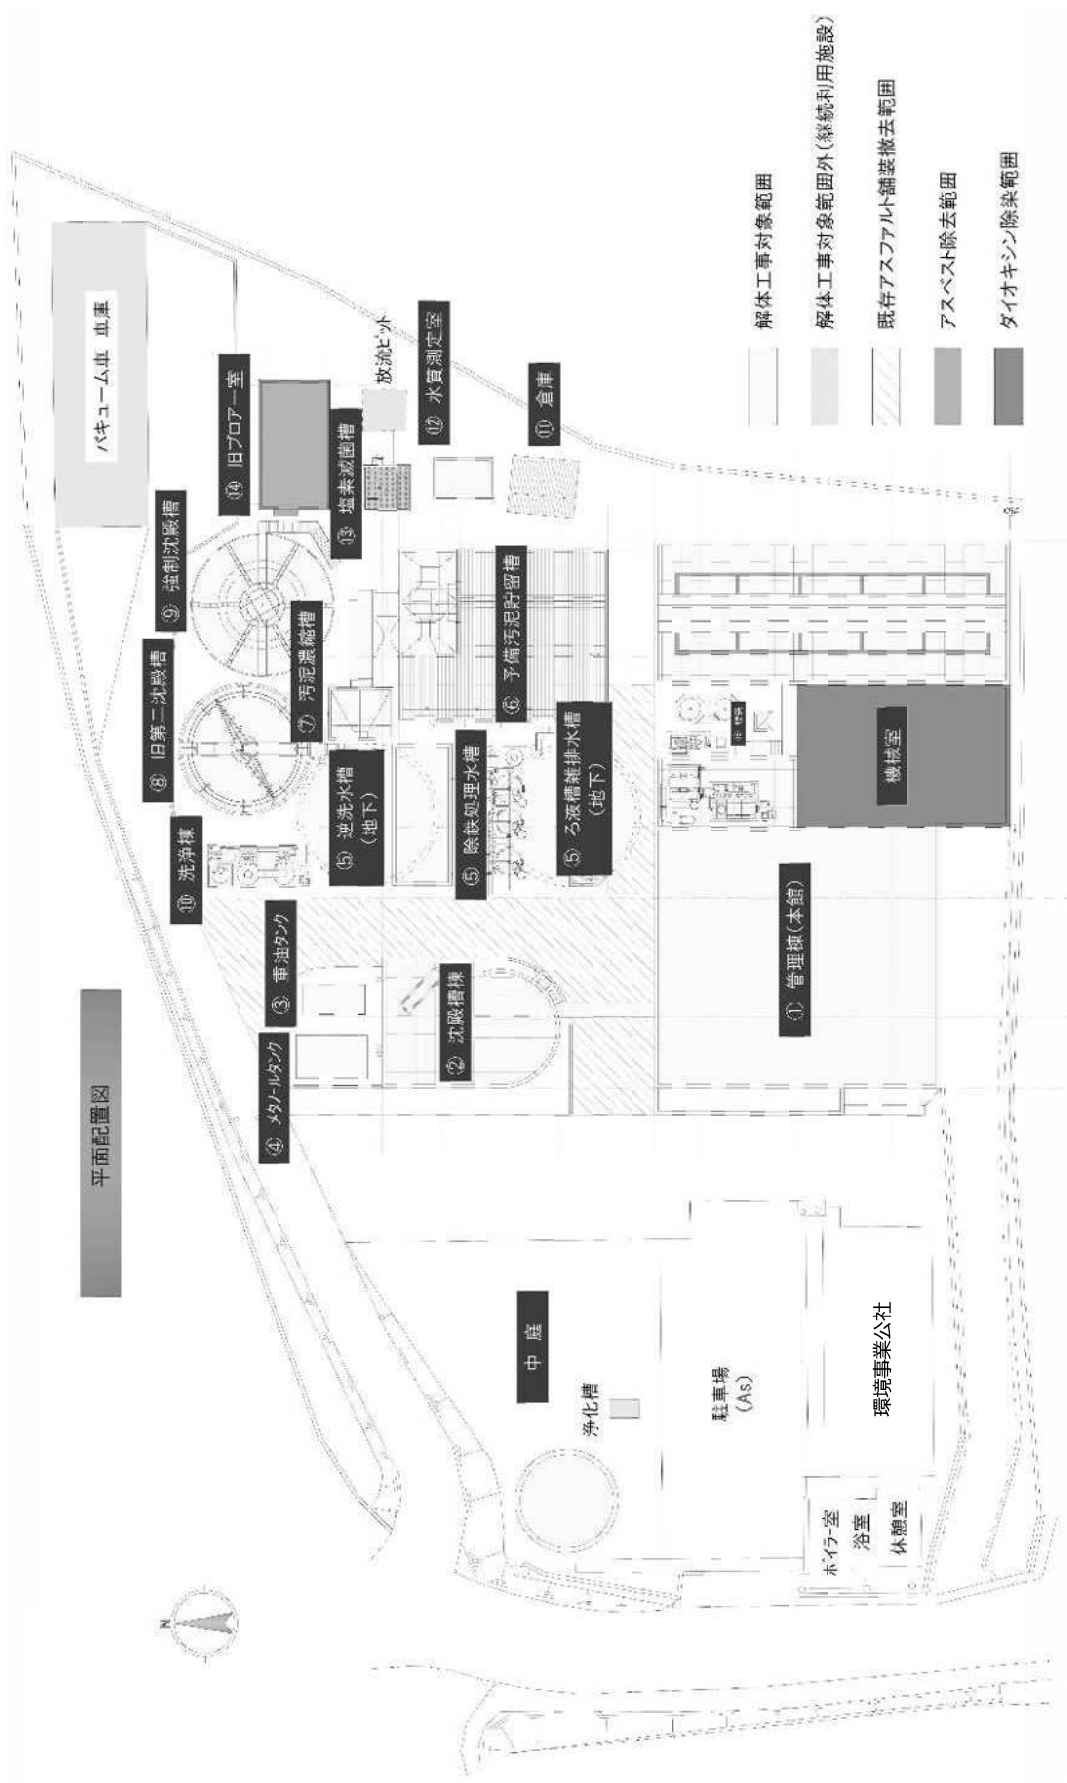 平面配置図
N
バキューム車 車庫
⑭ 旧ブロアー室
放流ピット
⑫ 水質測定室
⑪ 倉庫
⑬ 塩素滅菌槽
⑨ 強制沈殿槽
⑧ 旧第二沈殿槽
⑦ 汚泥濃縮槽
⑥ 予備汚泥貯留槽
⑩ 洗浄棟
⑤ 逆洗水槽
(地下)
⑤ 除鉄処理水槽
⑤ ろ液槽雑排水槽
(地下)
機械室
③ 重油タンク
④ メタノールタンク
② 沈殿槽棟
① 管理棟(本館)
中 庭
浄化槽
駐車場
(As)
環境事業公社
ボイラー室
浴室
休憩室
解体工事対象範囲
解体工事対象範囲外(継続利用施設)
既存アスファルト舗装撤去範囲
アスベスト除去範囲
ダイオキシン除染範囲